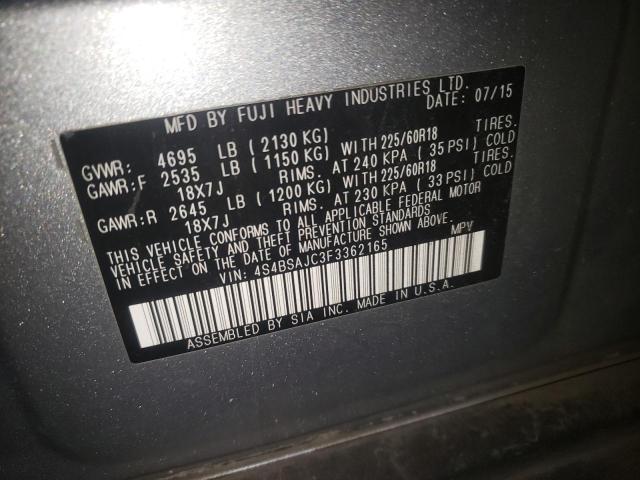 MFD BY FUJI HEAVY INDUSTRIES LTD.
DATE: 07/15
GVWR: 4695 LB ( 2130 KG)
GAWR:F 2535 LB ( 1150 KG) WITH 225/60R18 TIRES.
18X7J RIMS. AT 240 KPA ( 35 PSI) COLD
GAWR:R 2645 LB ( 1200 KG) WITH 225/60R18 TIRES.
18X7J RIMS. AT 230 KPA ( 33 PSI) COLD
THIS VEHICLE CONFORMS TO ALL APPLICABLE FEDERAL MOTOR
VEHICLE SAFETY AND THEFT PREVENTION STANDARDS
IN EFFECT ON THE DATE OF MANUFACTURE SHOWN ABOVE.
VIN: 4S4BSAJC3F3362165 MPV
ASSEMBLED BY SIA INC. MADE IN U.S.A.